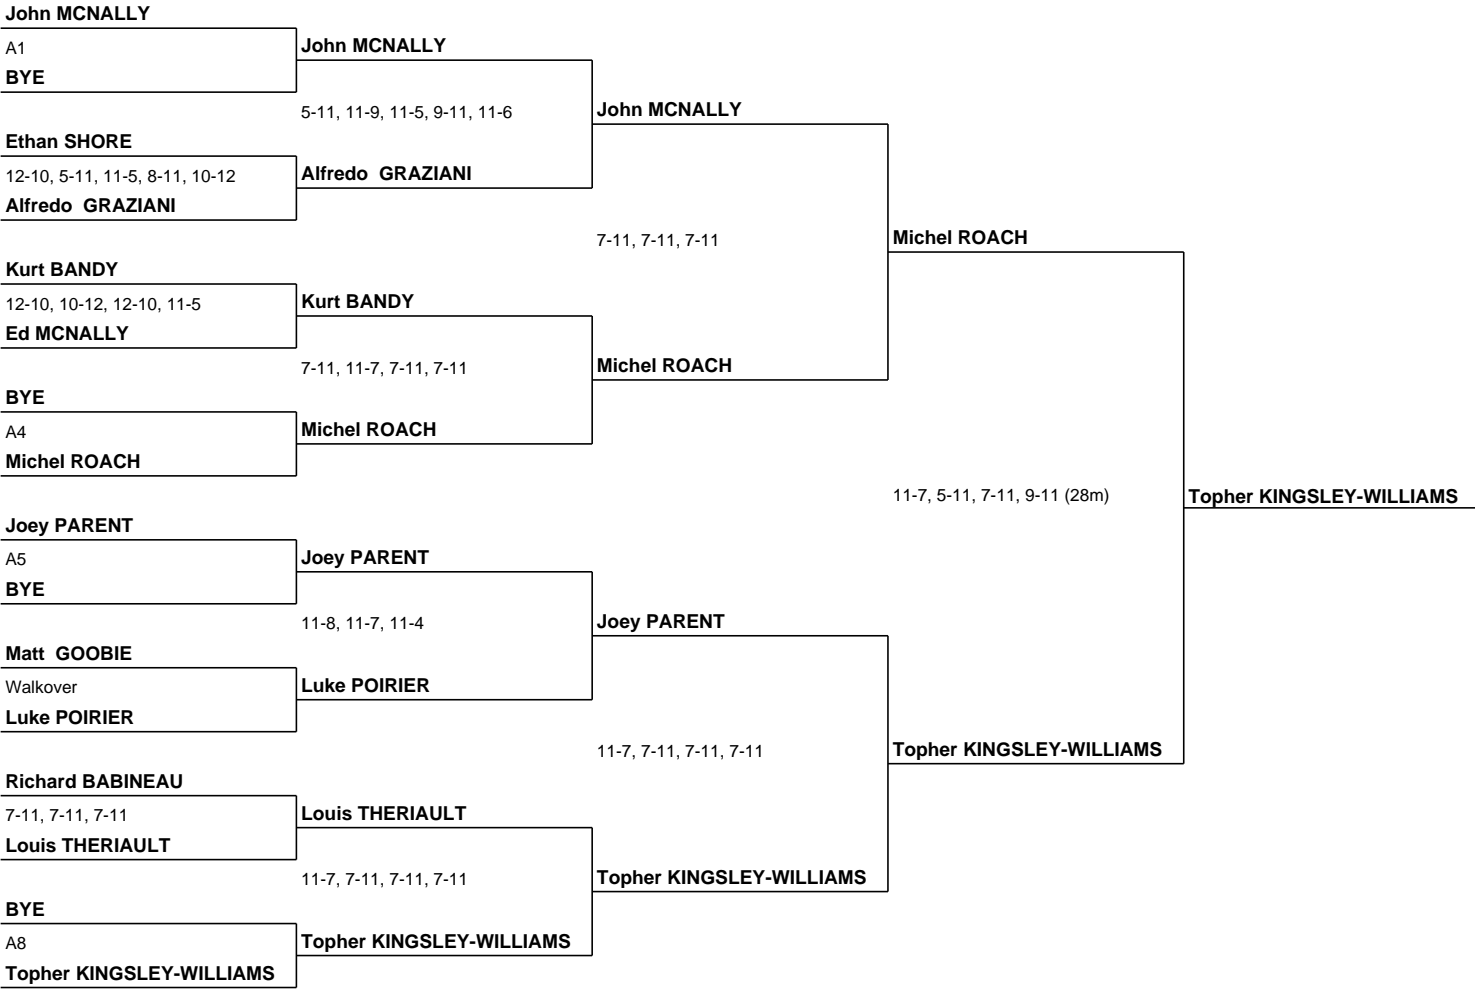 John MCNALLY
A1
BYE
John MCNALLY
5-11, 11-9, 11-5, 9-11, 11-6
Ethan SHORE
12-10, 5-11, 11-5, 8-11, 10-12
Alfredo GRAZIANI
Alfredo GRAZIANI
John MCNALLY
7-11, 7-11, 7-11
Kurt BANDY
12-10, 10-12, 12-10, 11-5
Ed MCNALLY
Kurt BANDY
7-11, 11-7, 7-11, 7-11
BYE
A4
Michel ROACH
Michel ROACH
Michel ROACH
Michel ROACH
11-7, 5-11, 7-11, 9-11 (28m)
Topher KINGSLEY-WILLIAMS
Joey PARENT
A5
BYE
Joey PARENT
11-8, 11-7, 11-4
Matt GOOBIE
Walkover
Luke POIRIER
Luke POIRIER
Joey PARENT
11-7, 7-11, 7-11, 7-11
Topher KINGSLEY-WILLIAMS
Richard BABINEAU
7-11, 7-11, 7-11
Louis THERIAULT
Louis THERIAULT
11-7, 7-11, 7-11, 7-11
Topher KINGSLEY-WILLIAMS
BYE
A8
Topher KINGSLEY-WILLIAMS
Topher KINGSLEY-WILLIAMS